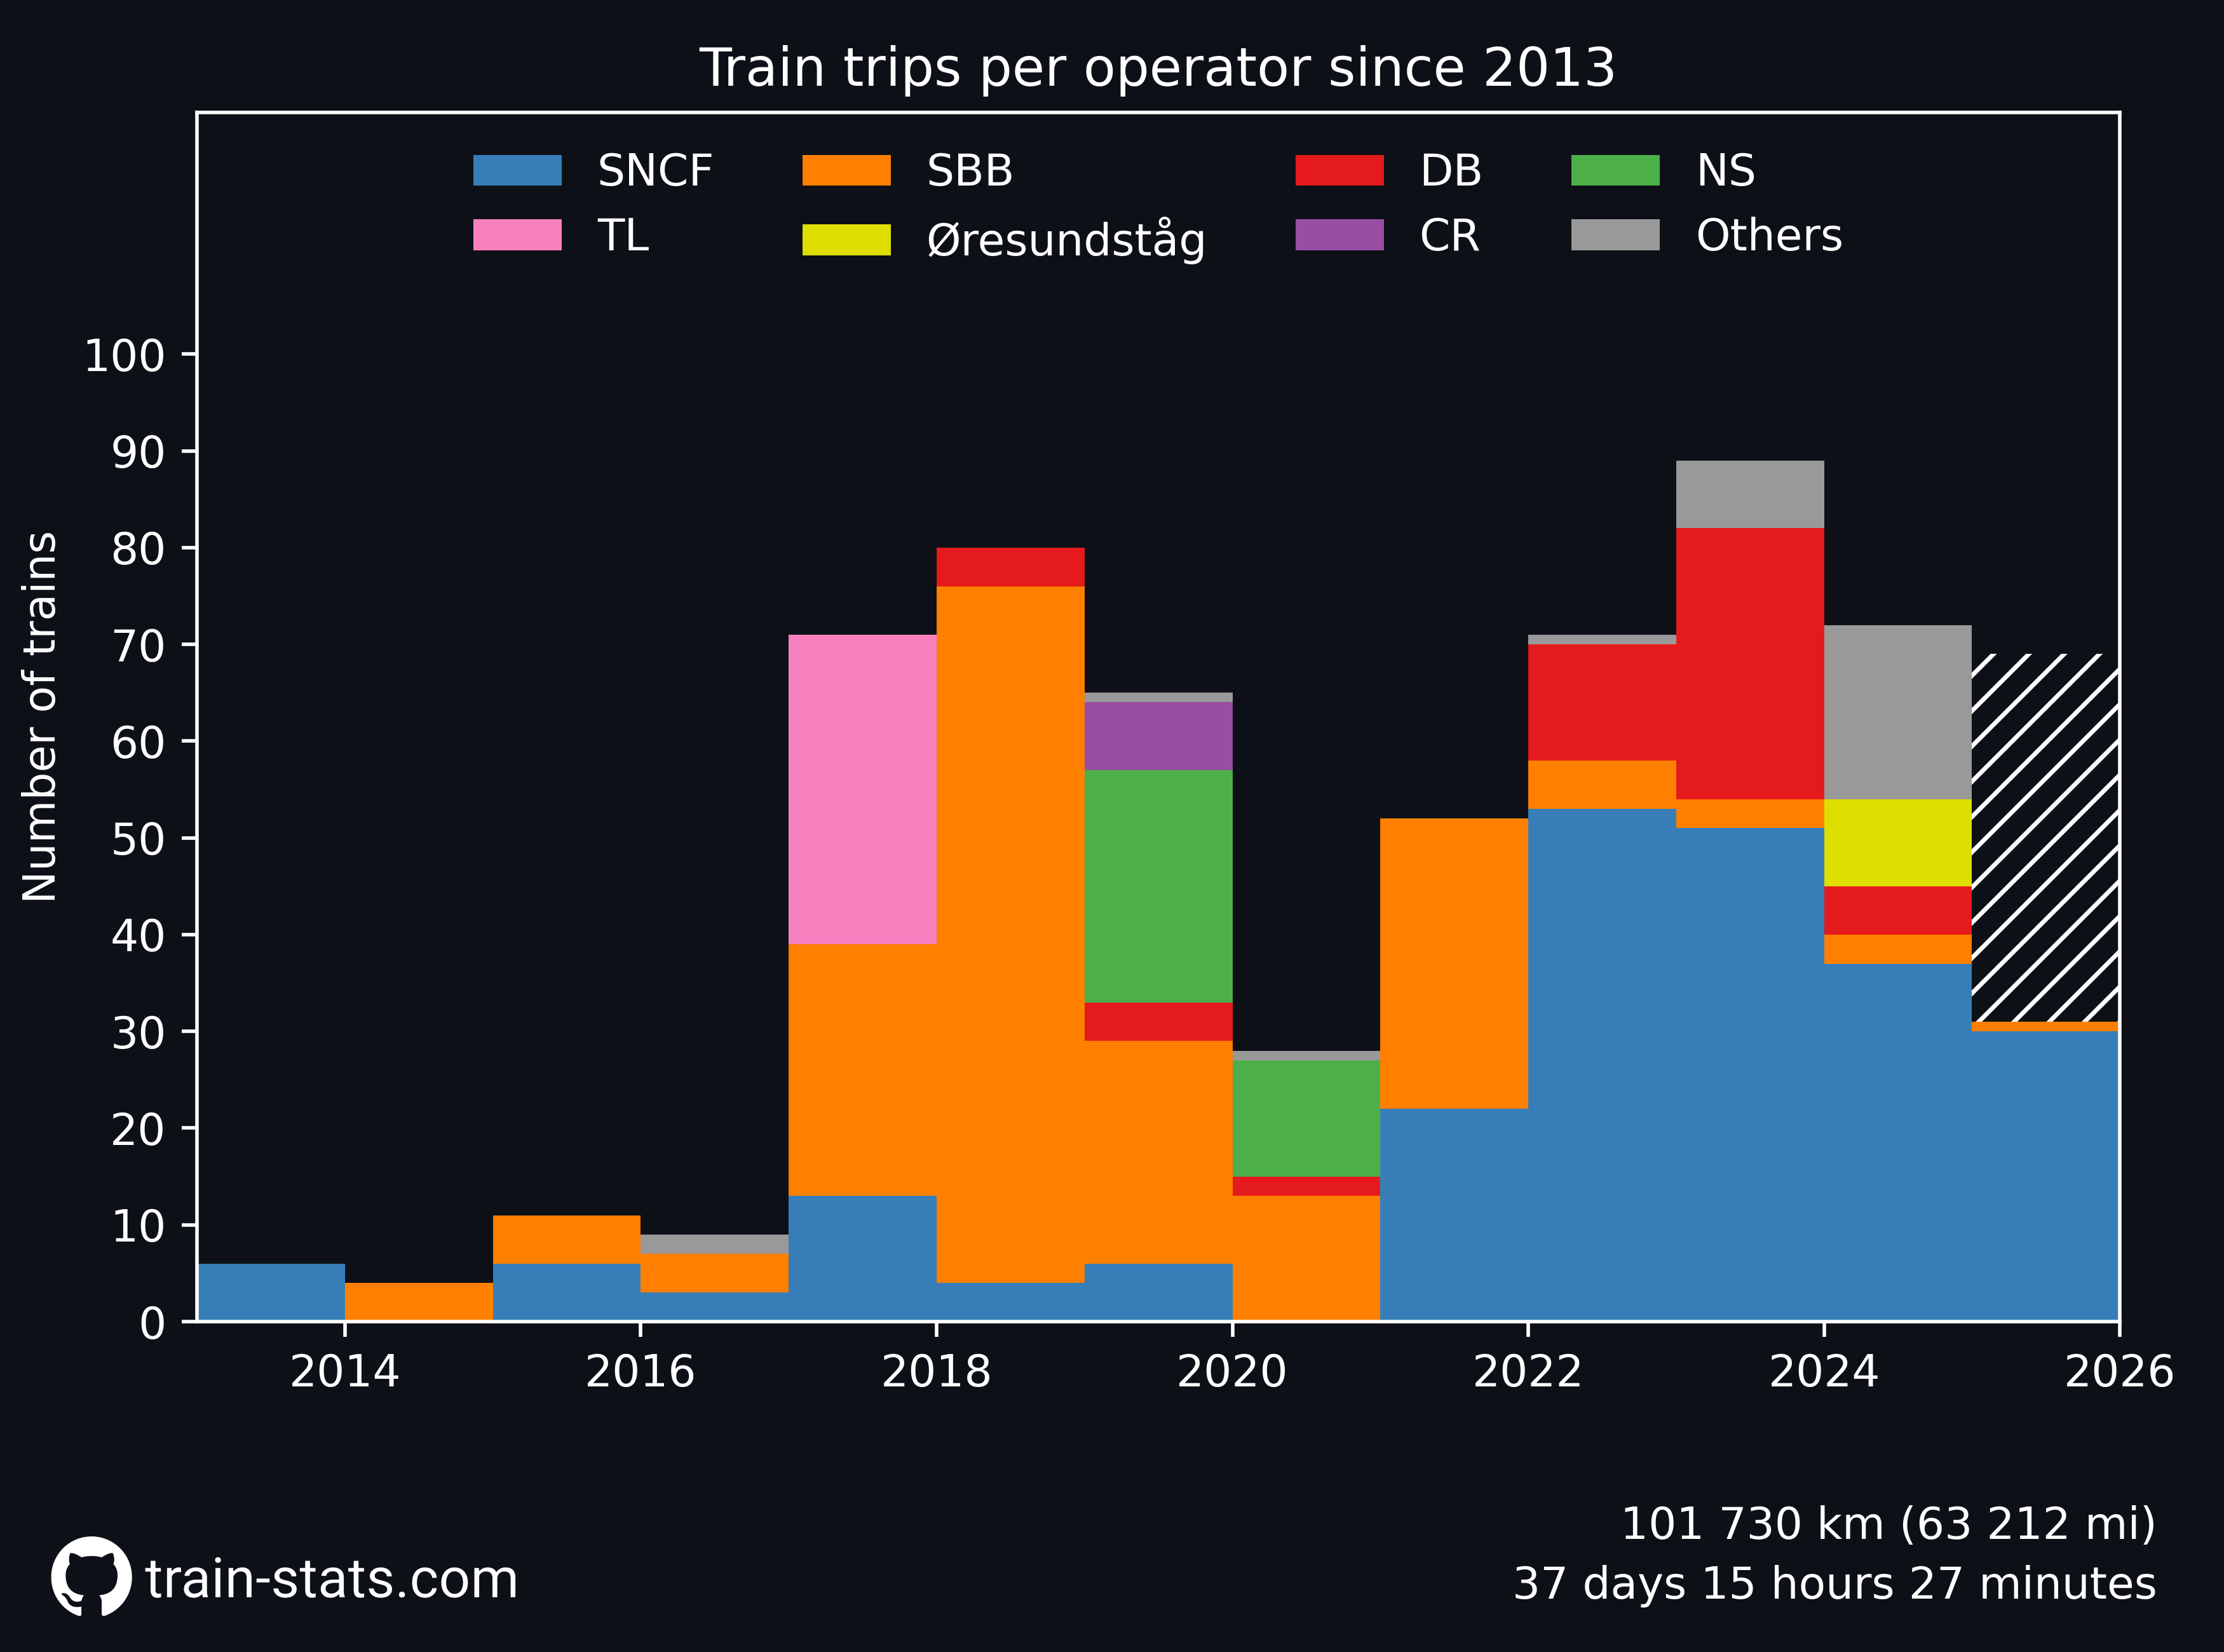 Train trips per operator since 2013
SNCF SBB DB NS
TL Øresundståg CR Others
Number of trains
100
90
80
70
60
50
40
30
20
10
0
2014 2016 2018 2020 2022 2024 2026
101 730 km (63 212 mi)
train-stats.com
37 days 15 hours 27 minutes